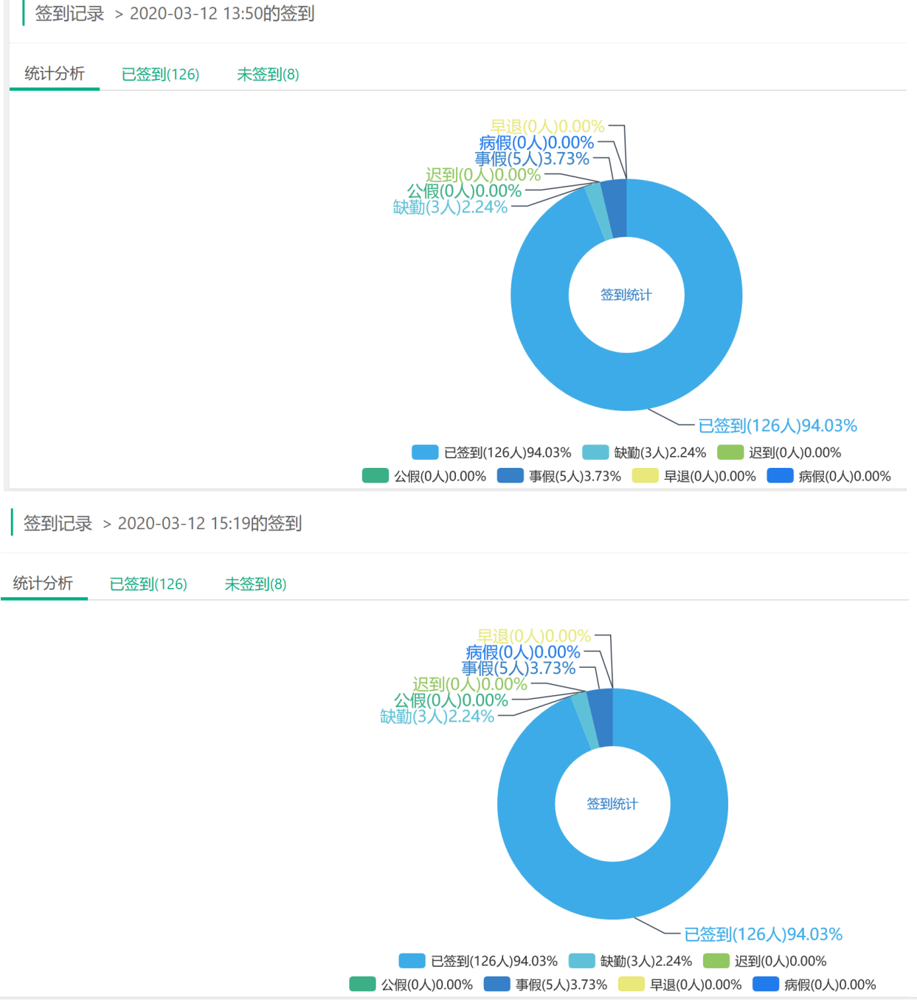 签到记录 > 2020-03-12 13:50的签到
统计分析 已签到(126) 未签到(8)
早退(0人)0.00%
病假(0人)0.00%
事假(5人)3.73%
迟到(0人)0.00%
公假(0人)0.00%
缺勤(3人)2.24%
签到统计
已签到(126人)94.03%
已签到(126人)94.03% 缺勤(3人)2.24% 迟到(0人)0.00%
公假(0人)0.00% 事假(5人)3.73% 早退(0人)0.00% 病假(0人)0.00%
签到记录 > 2020-03-12 15:19的签到
统计分析 已签到(126) 未签到(8)
早退(0人)0.00%
病假(0人)0.00%
事假(5人)3.73%
迟到(0人)0.00%
公假(0人)0.00%
缺勤(3人)2.24%
签到统计
已签到(126人)94.03%
已签到(126人)94.03% 缺勤(3人)2.24% 迟到(0人)0.00%
公假(0人)0.00% 事假(5人)3.73% 早退(0人)0.00% 病假(0人)0.00%